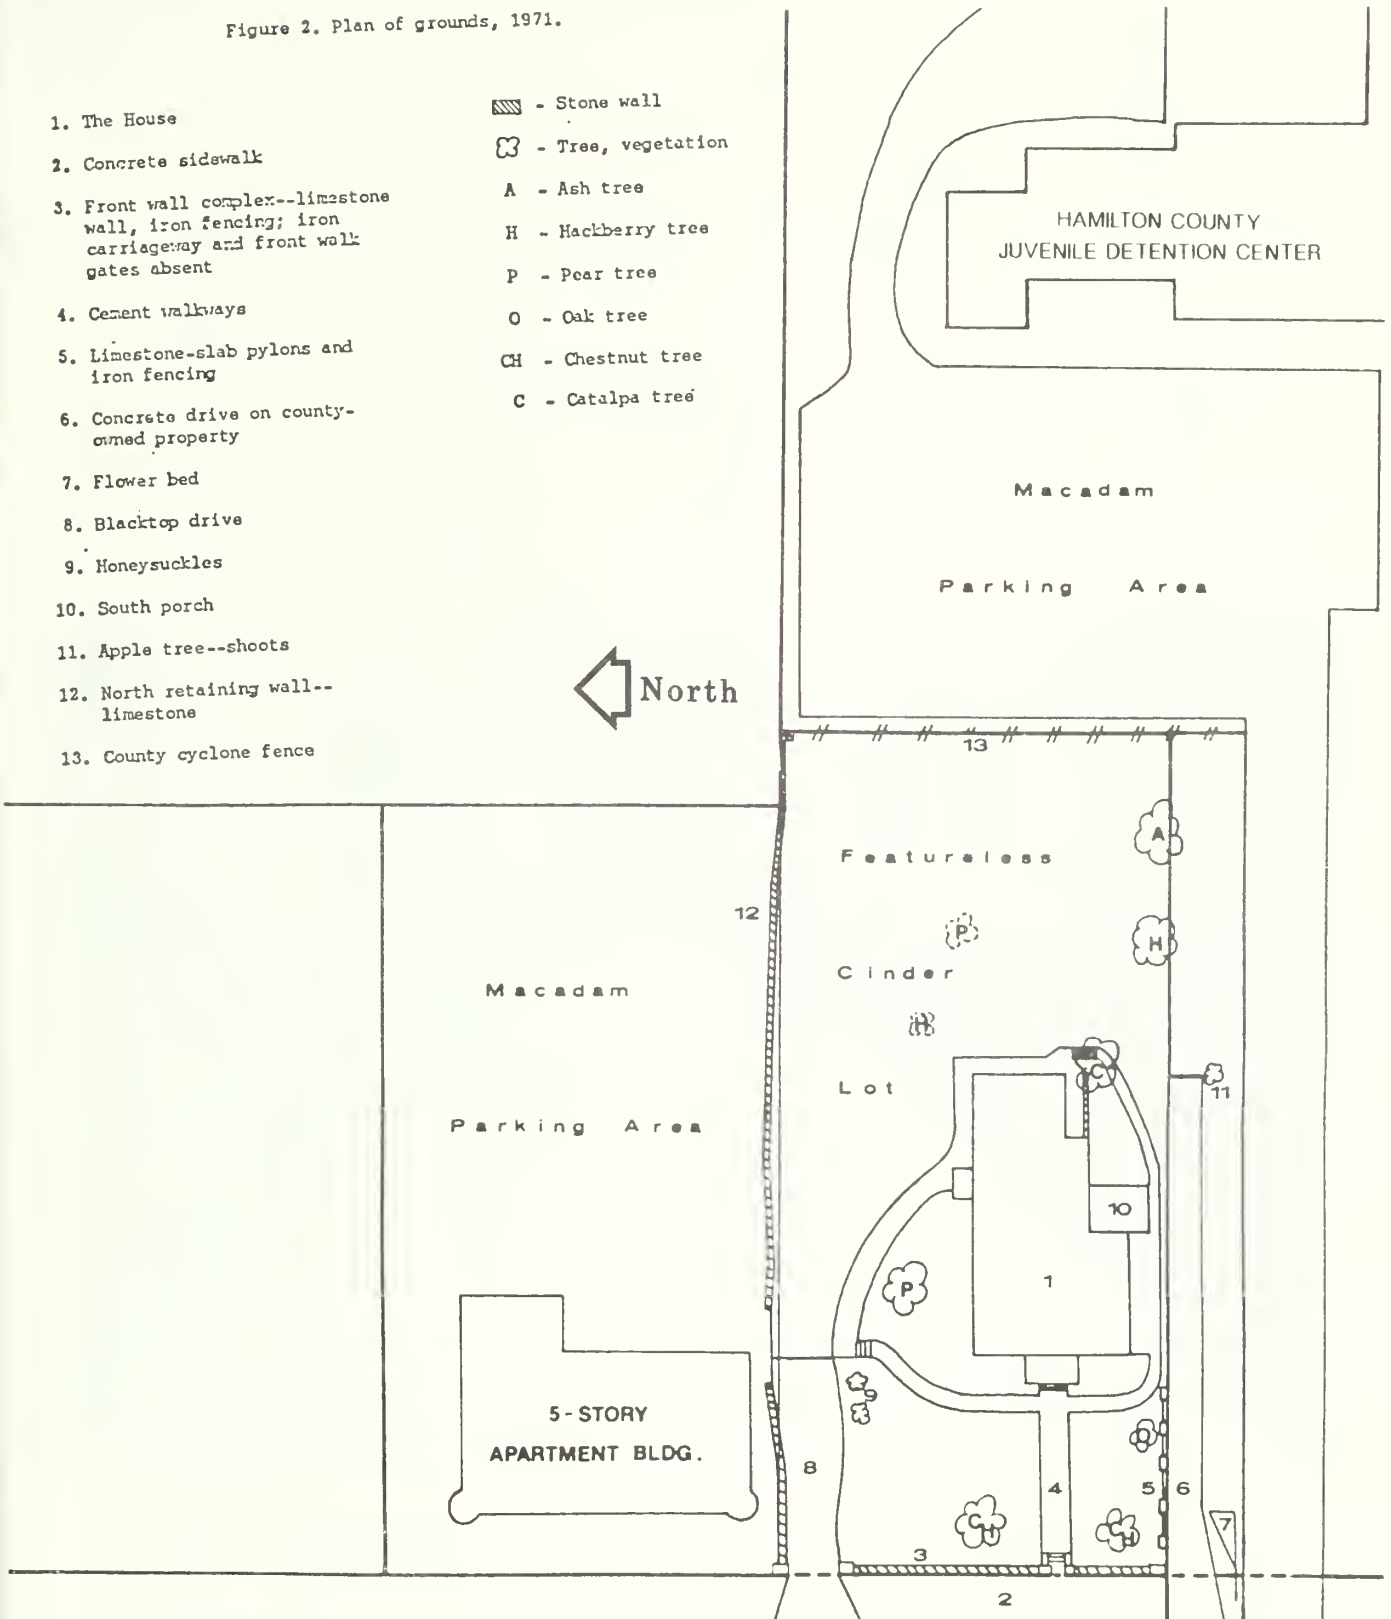 Figure 2. Plan of grounds, 1971.
1. The House
2. Concrete sidewalk
3. Front wall complex--limestone
wall, iron fencing; iron
carriageway and front walk
gates absent
4. Cement walkways
5. Limestone-slab pylons and
iron fencing
6. Concrete drive on county-
owned property
7. Flower bed
8. Blacktop drive
9. Honeysuckles
10. South porch
11. Apple tree--shoots
12. North retaining wall--
limestone
13. County cyclone fence
- Stone wall
- Tree, vegetation
A - Ash tree
H - Hackberry tree
P - Pear tree
O - Oak tree
CH - Chestnut tree
C - Catalpa tree
HAMILTON COUNTY
JUVENILE DETENTION CENTER
Macadam
Parking Area
North
13
A
Featureless
12
P
H
Cinder
Macadam
H
Lot
C
11
Parking Area
10
1
P
9
5-STORY
APARTMENT BLDG.
O
8
4
5
6
CH
CH
7
3
2